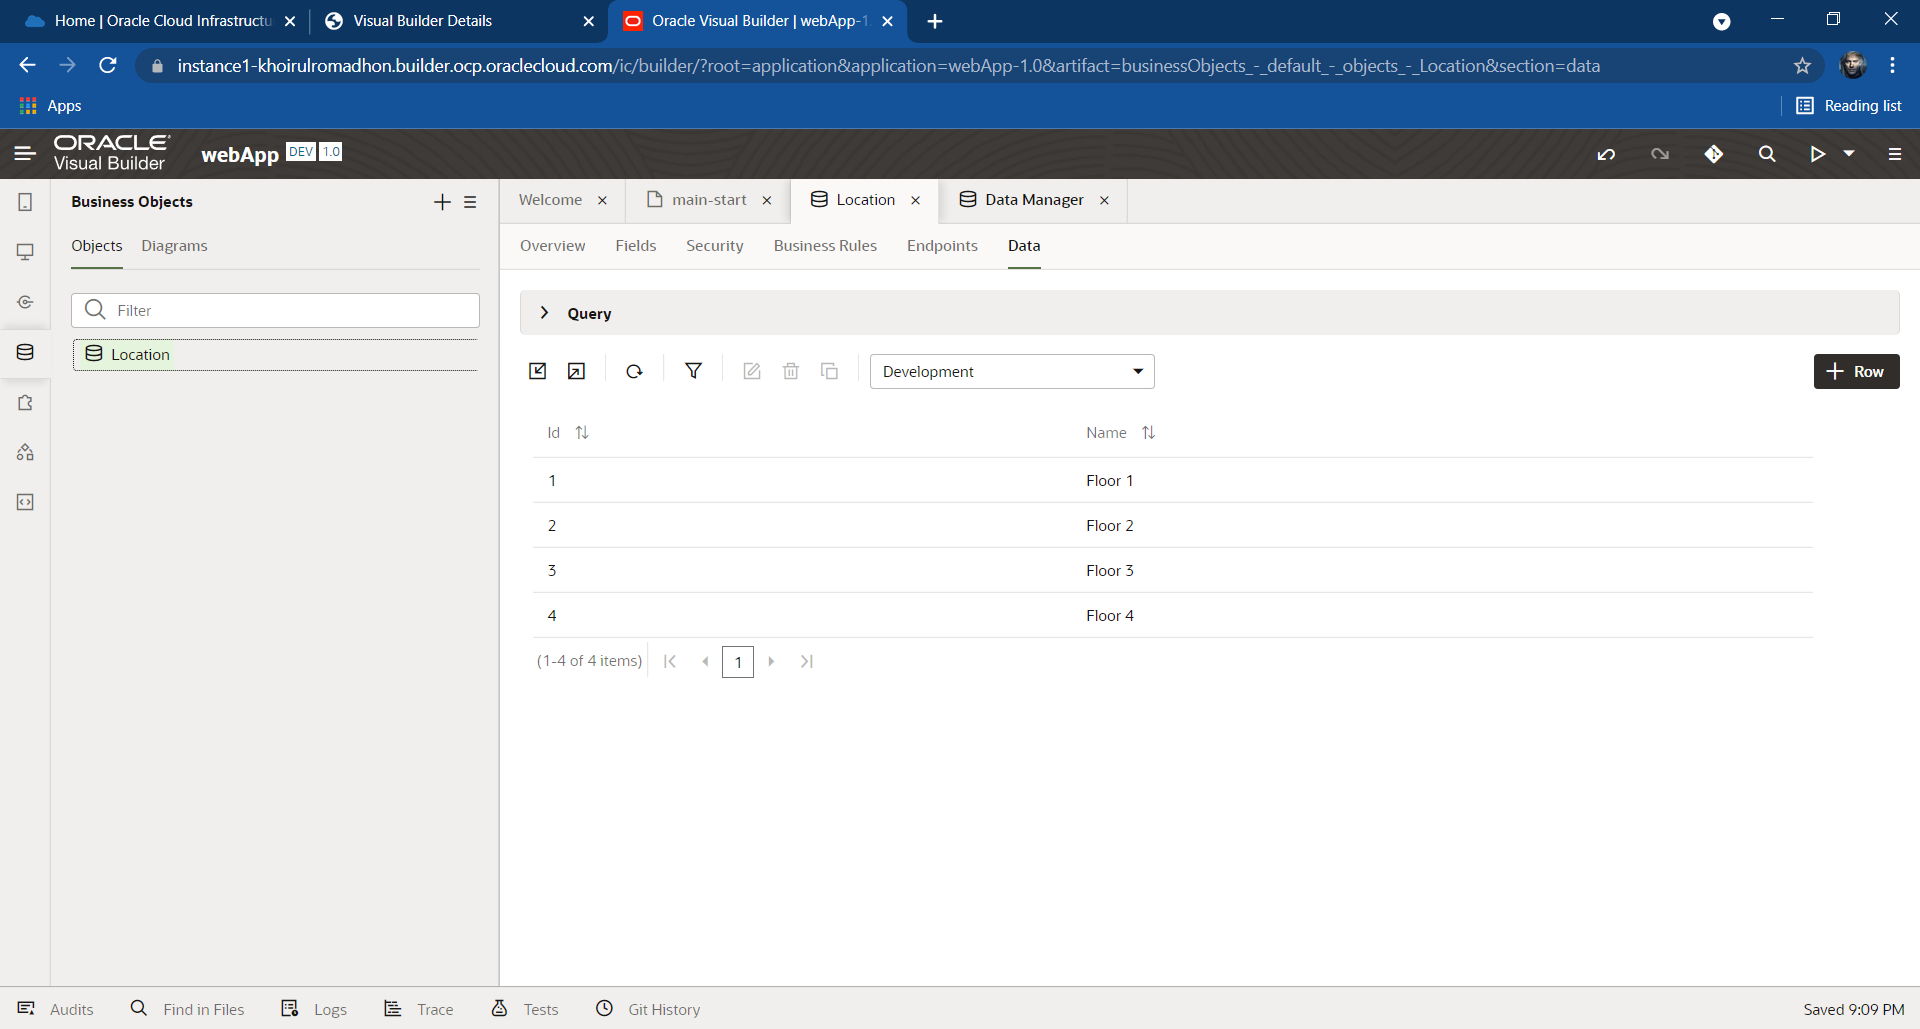 Home | Oracle Cloud Infrastructu
Visual Builder Details
Oracle Visual Builder | webApp-1.
instance1-khoirulromadhon.builder.ocp.oraclecloud.com/ic/builder/?root=application&application=webApp-1.0&artifact=businessObjects_-_default_-_objects_-_Location&section=data
Apps
Reading list
ORACLE
Visual Builder
webApp DEV 1.0
Business Objects
Objects Diagrams
Filter
Location
Welcome
main-start
Location
Data Manager
Overview Fields Security Business Rules Endpoints Data
Query
Development
Row
Id Name
1 Floor 1
2 Floor 2
3 Floor 3
4 Floor 4
(1-4 of 4 items) 1
Audits Find in Files Logs Trace Tests Git History
Saved 9:09 PM